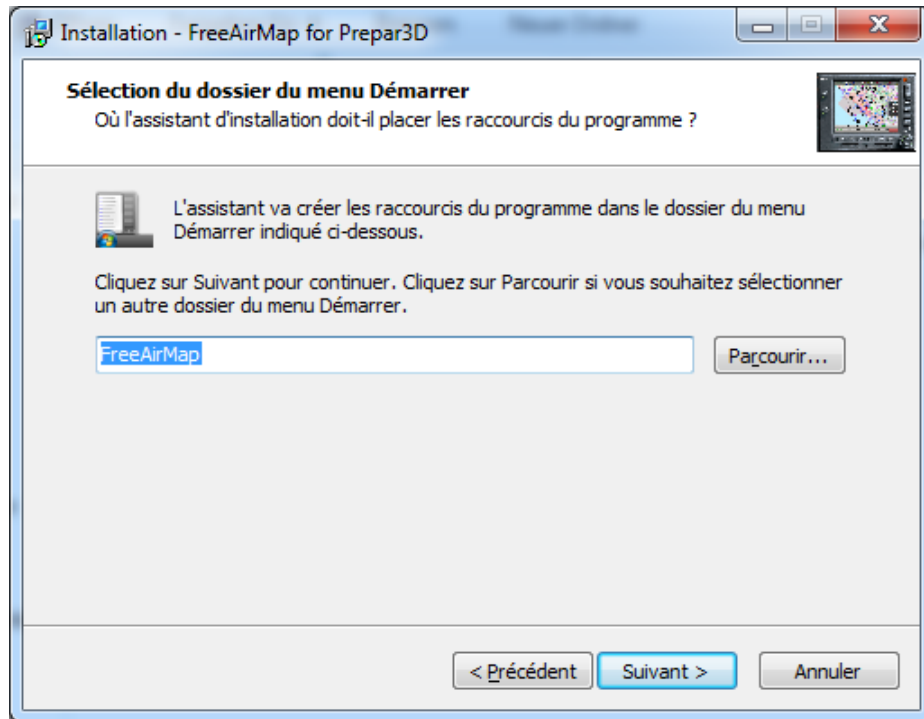 Installation - FreeAirMap for Prepar3D
Sélection du dossier du menu Démarrer
Où l'assistant d'installation doit-il placer les raccourcis du programme ?
L'assistant va créer les raccourcis du programme dans le dossier du menu
Démarrer indiqué ci-dessous.
Cliquez sur Suivant pour continuer. Cliquez sur Parcourir si vous souhaitez sélectionner
un autre dossier du menu Démarrer.
FreeAirMap
Parcourir...
< Précédent
Suivant >
Annuler